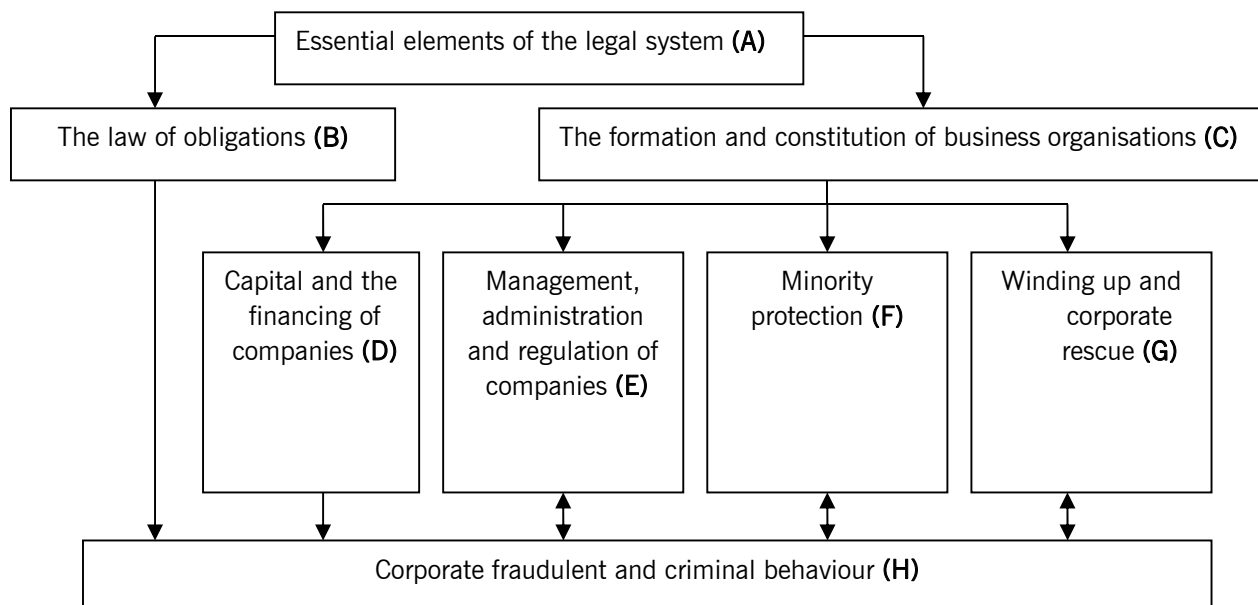 Essential elements of the legal system (A)
The law of obligations (B)
The formation and constitution of business organisations (C)
Capital and the
financing of
companies (D)
Management,
administration
and regulation of
companies (E)
Minority
protection (F)
Winding up and
corporate
rescue (G)
Corporate fraudulent and criminal behaviour (H)